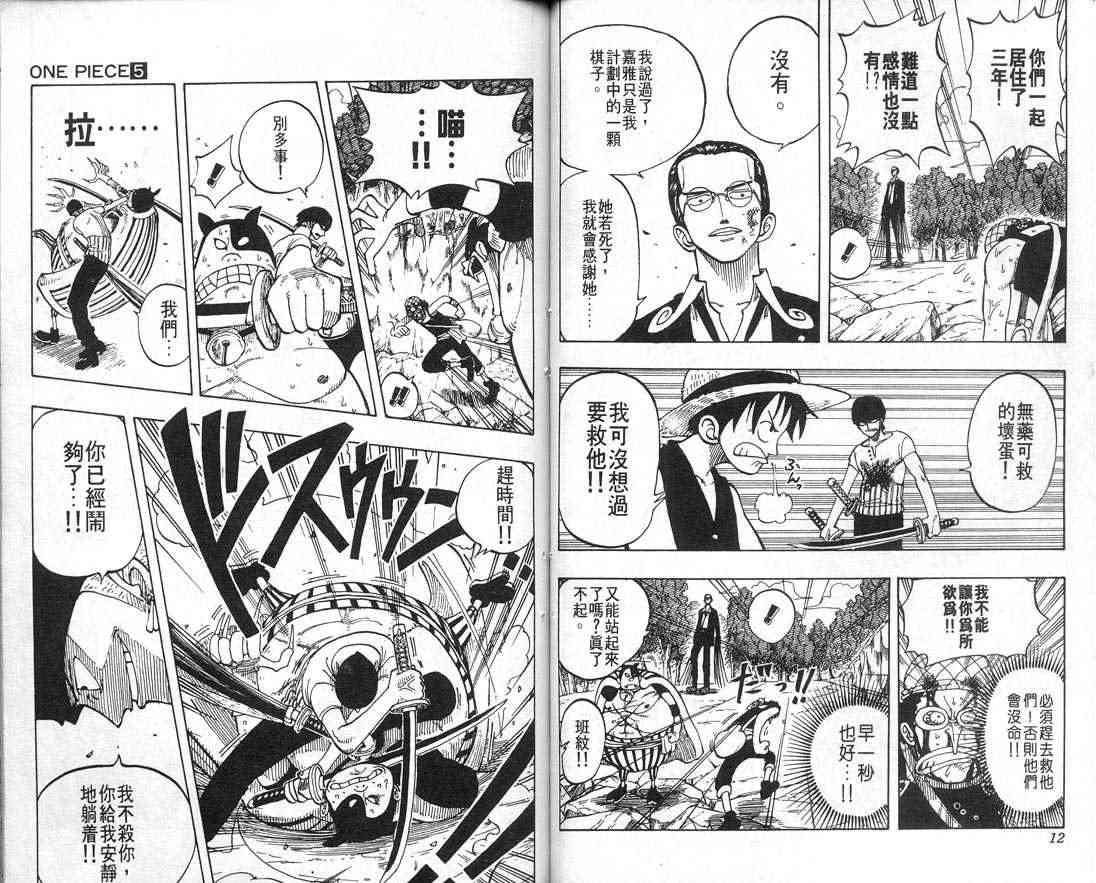 你們一起
居住了
三年！
難道一點
感情也沒
有!?
!!
沒有。
我說過了，
嘉雅只是我
計劃中的一顆
棋子。
她若死了，
我就會感謝她……
無藥可救
的壞蛋！
ふんっ
我可沒想過
要救他!!
我不能
讓你爲所
欲爲!!
必須趕去救他
們！否則他們
會沒命!!
早一秒
也好…!!
!!
だっ!!
又能站起來
了嗎？真了
不起。
班紋!!
12
ONE PIECE5
喵…
…!!
!!
別多事！
!!
拉……
我們…
趕時間!!
ドスゥゥン
你已經鬧
夠了…!!
我不殺你，
你給我安靜
地躺着!!